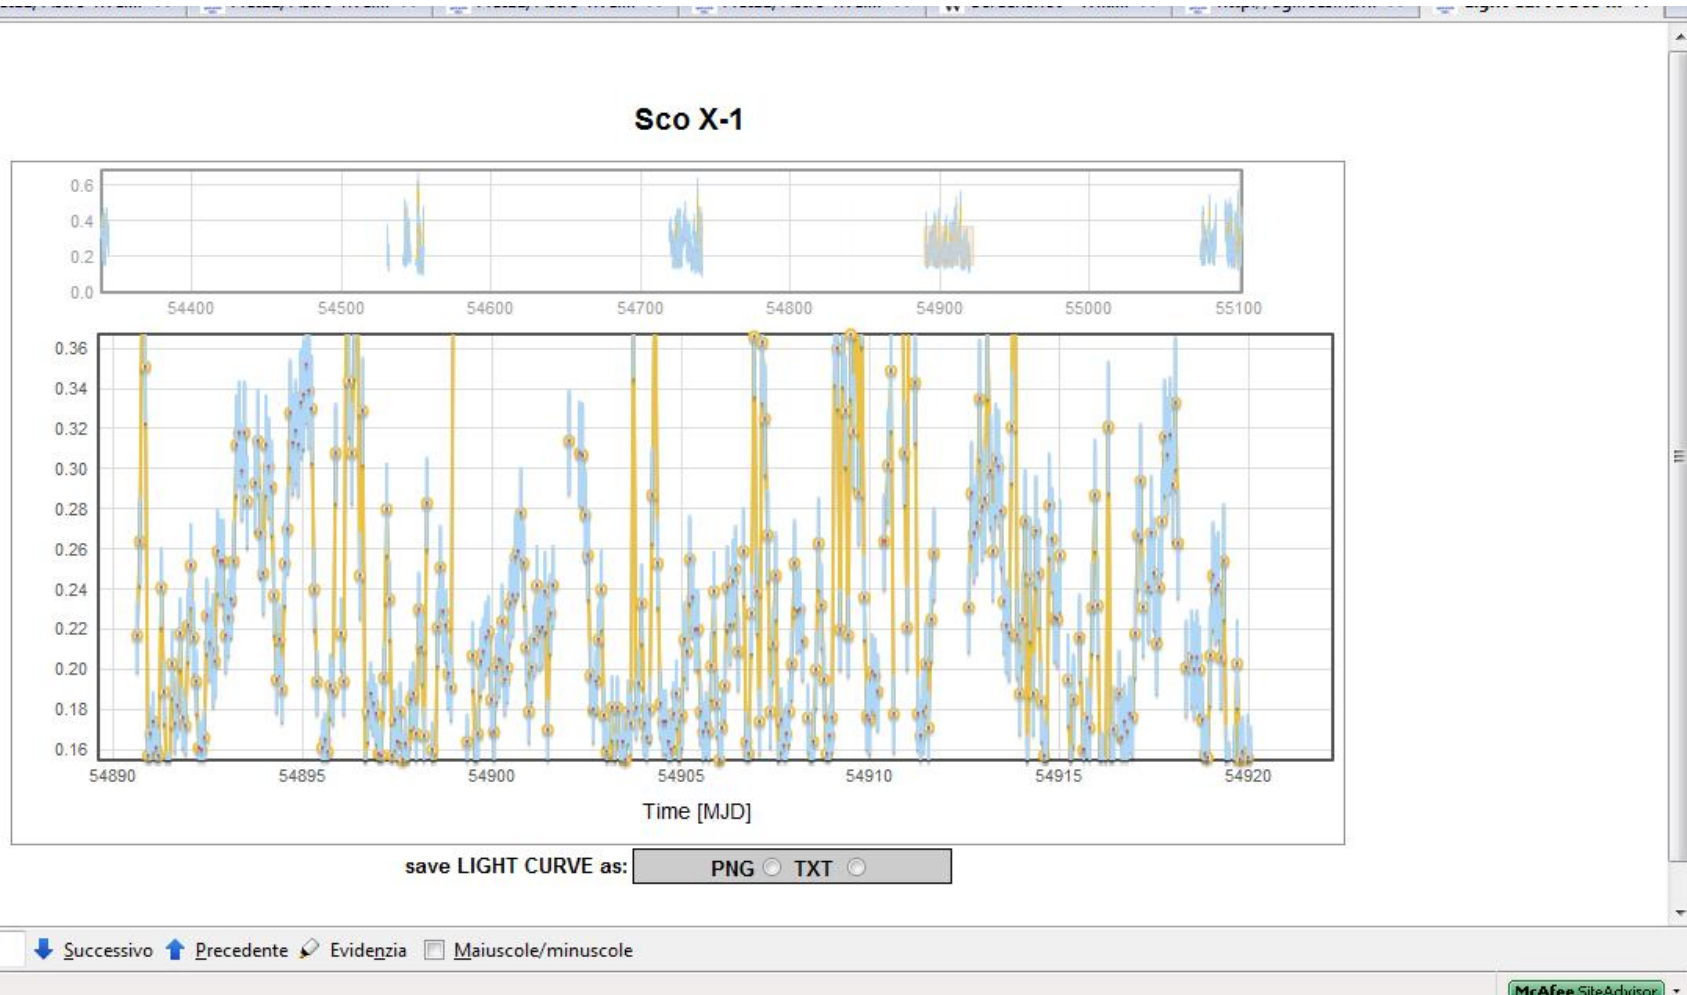 Sco X-1
0.6
0.4
0.2
0.0
54400 54500 54600 54700 54800 54900 55000 55100
0.36
0.34
0.32
0.30
0.28
0.26
0.24
0.22
0.20
0.18
0.16
54890 54895 54900 54905 54910 54915 54920
Time [MJD]
save LIGHT CURVE as: PNG TXT
Successivo Precedente Evidenzia Maiuscole/minuscole
McAfee SiteAdvisor